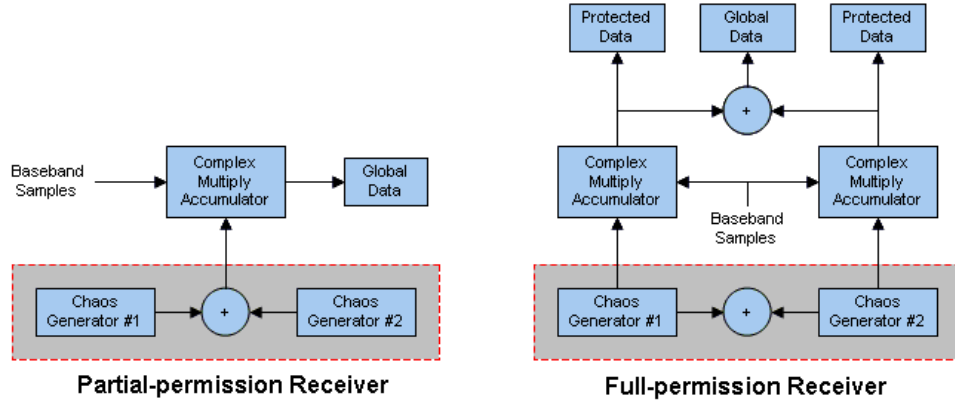 Baseband
Samples
Complex
Multiply
Accumulator
Global
Data
Chaos
Generator #1
+
Chaos
Generator #2
Partial-permission Receiver
Protected
Data
Global
Data
Protected
Data
+
Complex
Multiply
Accumulator
Baseband
Samples
Complex
Multiply
Accumulator
Chaos
Generator #1
+
Chaos
Generator #2
Full-permission Receiver